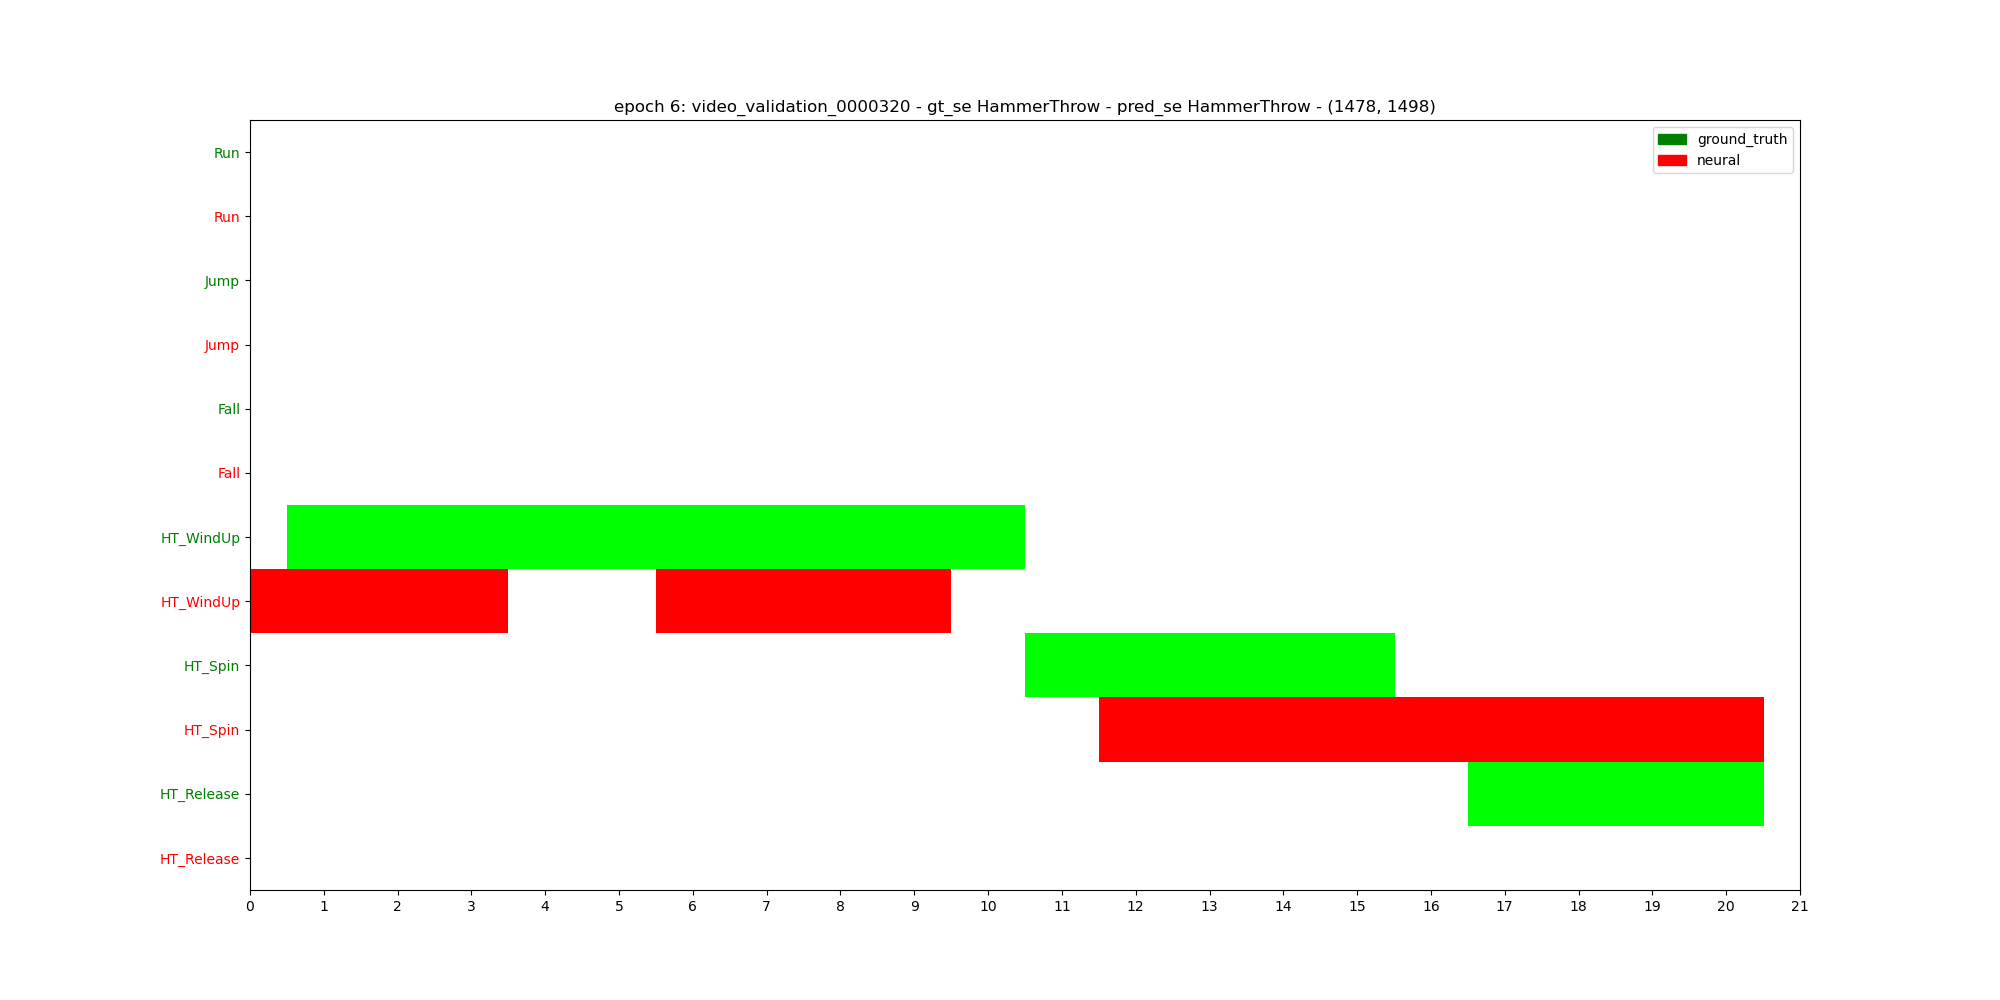 epoch 6: video_validation_0000320 - gt_se HammerThrow - pred_se HammerThrow - (1478, 1498)
ground_truth
neural
Run
Run
Jump
Jump
Fall
Fall
HT_WindUp
HT_WindUp
HT_Spin
HT_Spin
HT_Release
HT_Release
0 1 2 3 4 5 6 7 8 9 10 11 12 13 14 15 16 17 18 19 20 21